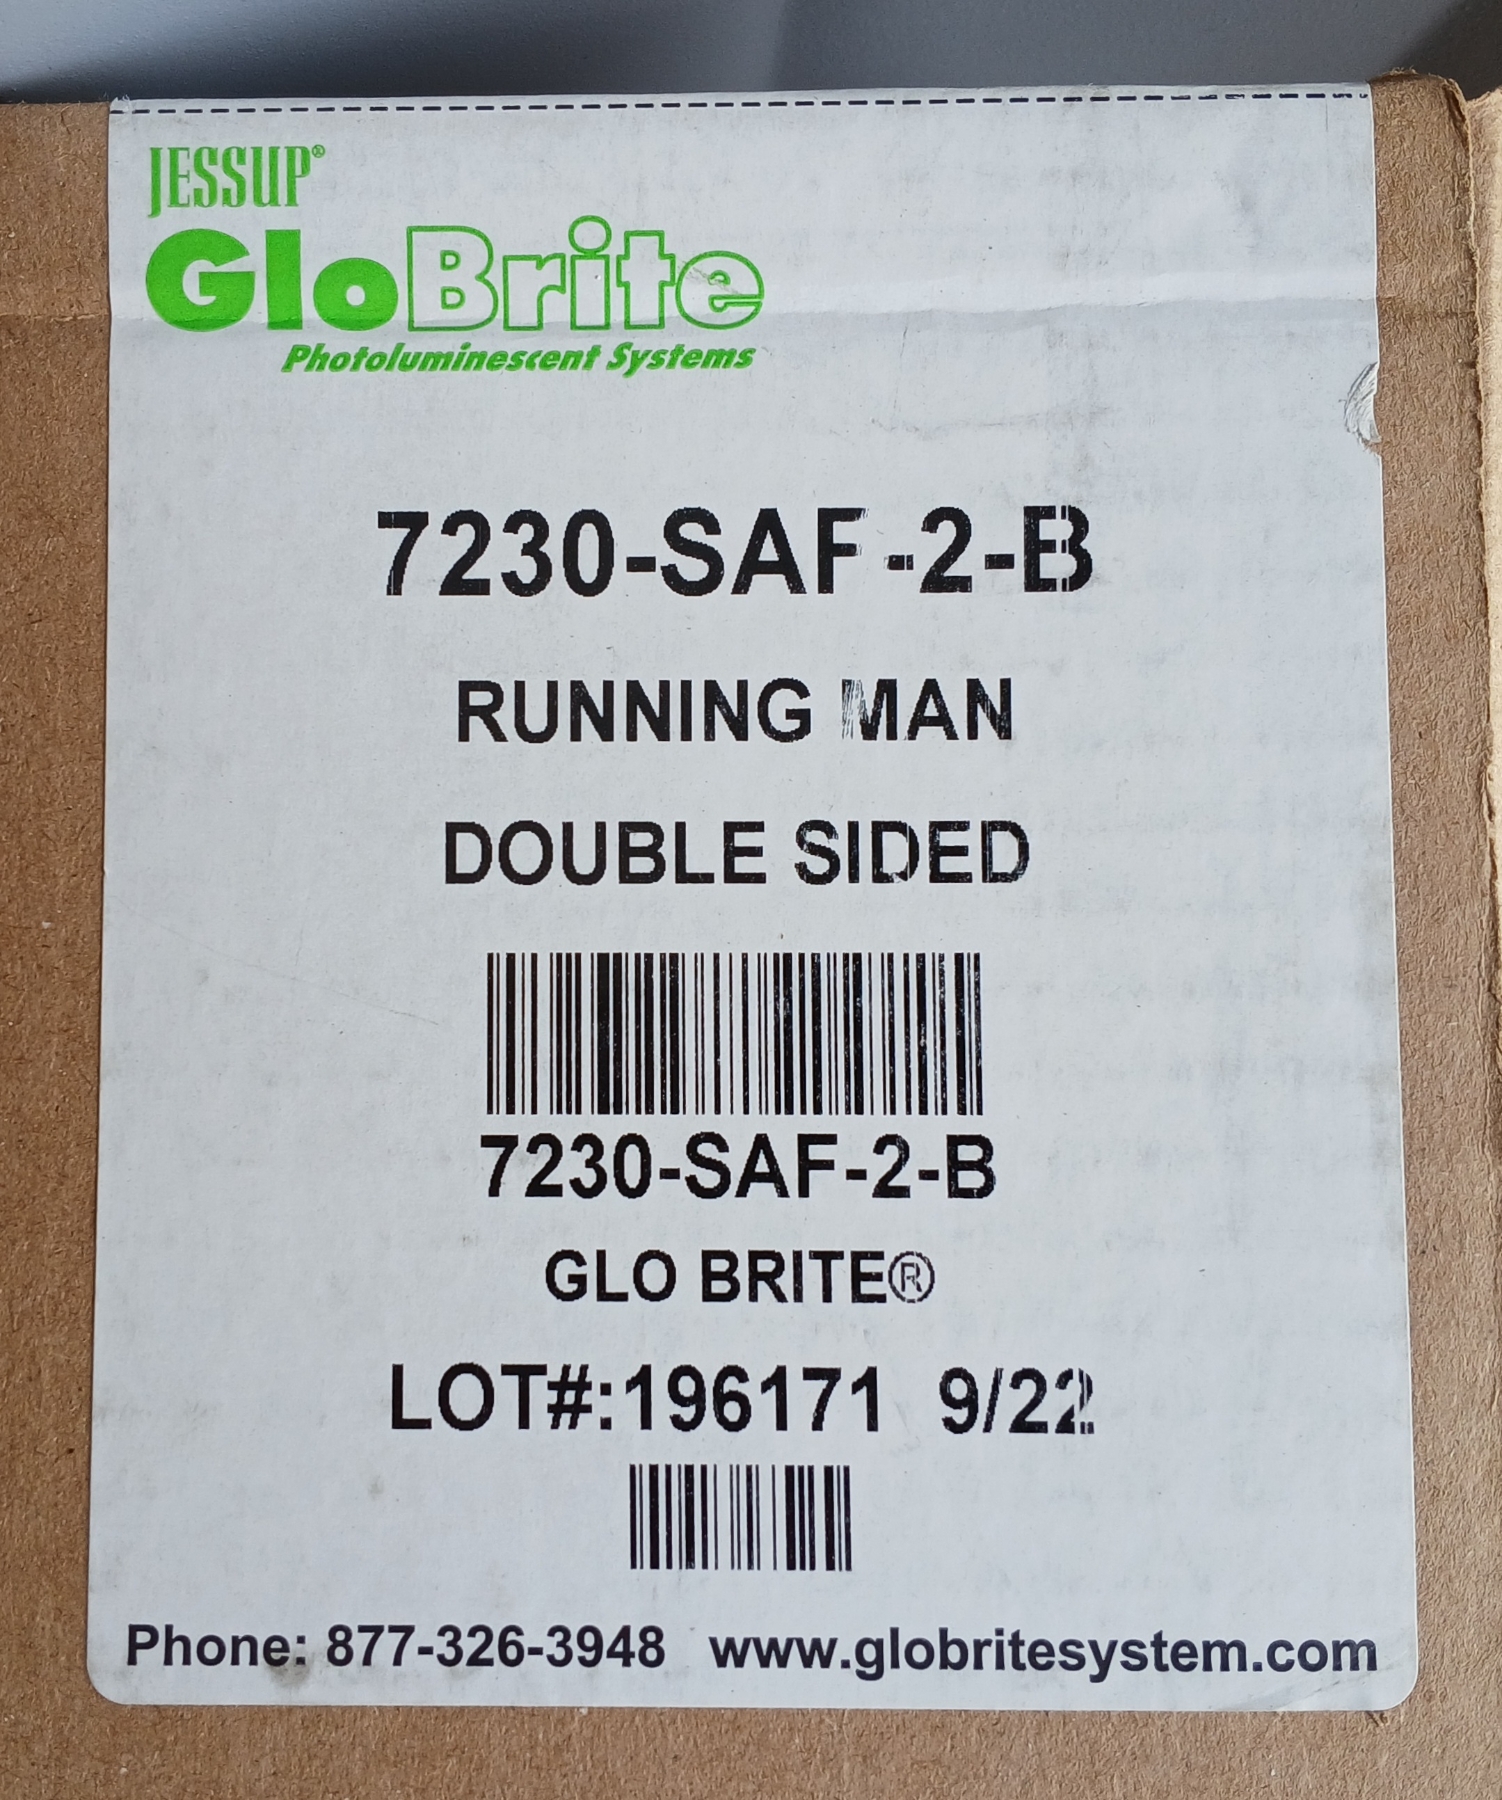 JESSUP®
GloBrite
Photoluminescent Systems
7230-SAF-2-B
RUNNING MAN
DOUBLE SIDED
7230-SAF-2-B
GLO BRITE®
LOT#:196171 9/22
Phone: 877-326-3948 www.globritesystem.com